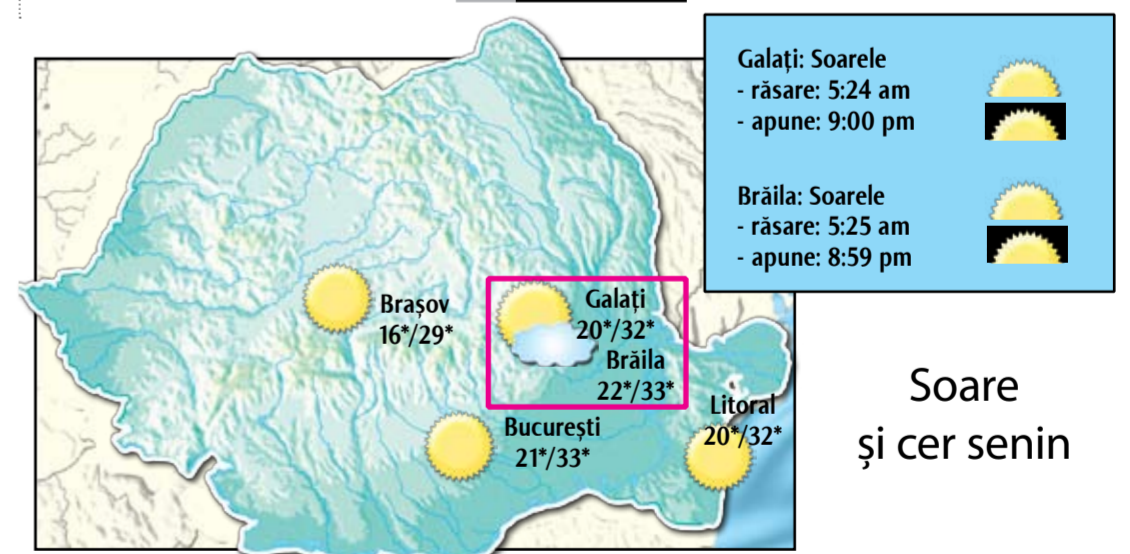 Galați: Soarele
- răsare: 5:24 am
- apune: 9:00 pm
Brăila: Soarele
- răsare: 5:25 am
- apune: 8:59 pm
Brașov
16*/29*
Galați
20*/32*
Brăila
22*/33*
București
21*/33*
Litoral
20*/32*
Soare
și cer senin